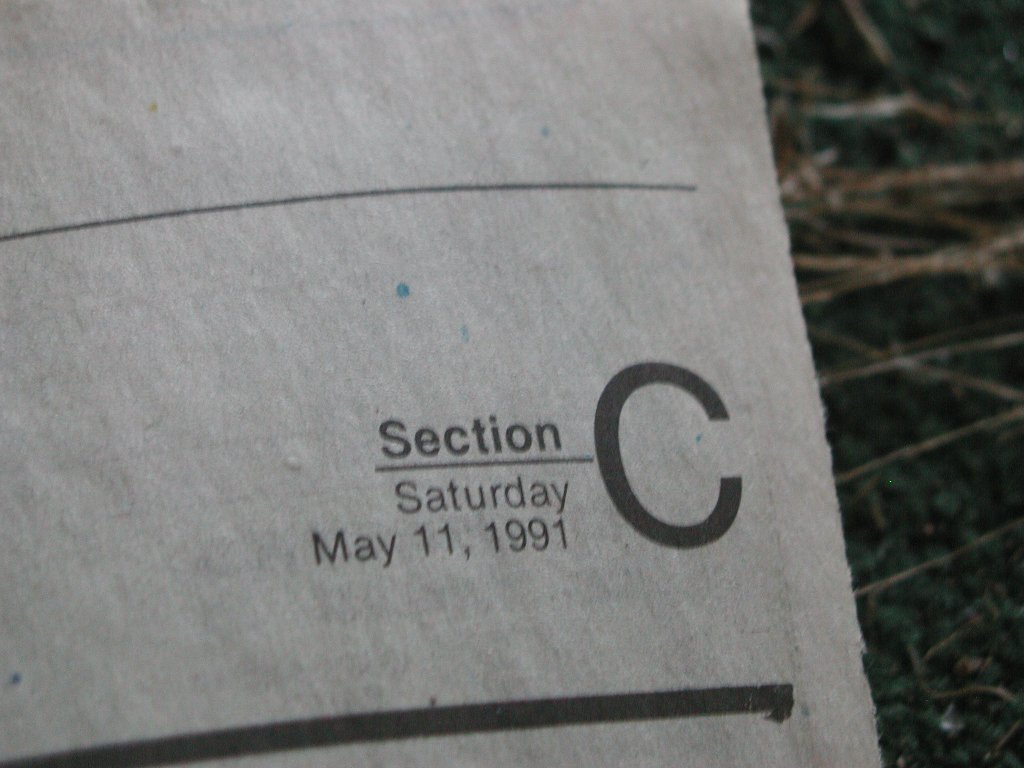 Section C
Saturday
May 11, 1991